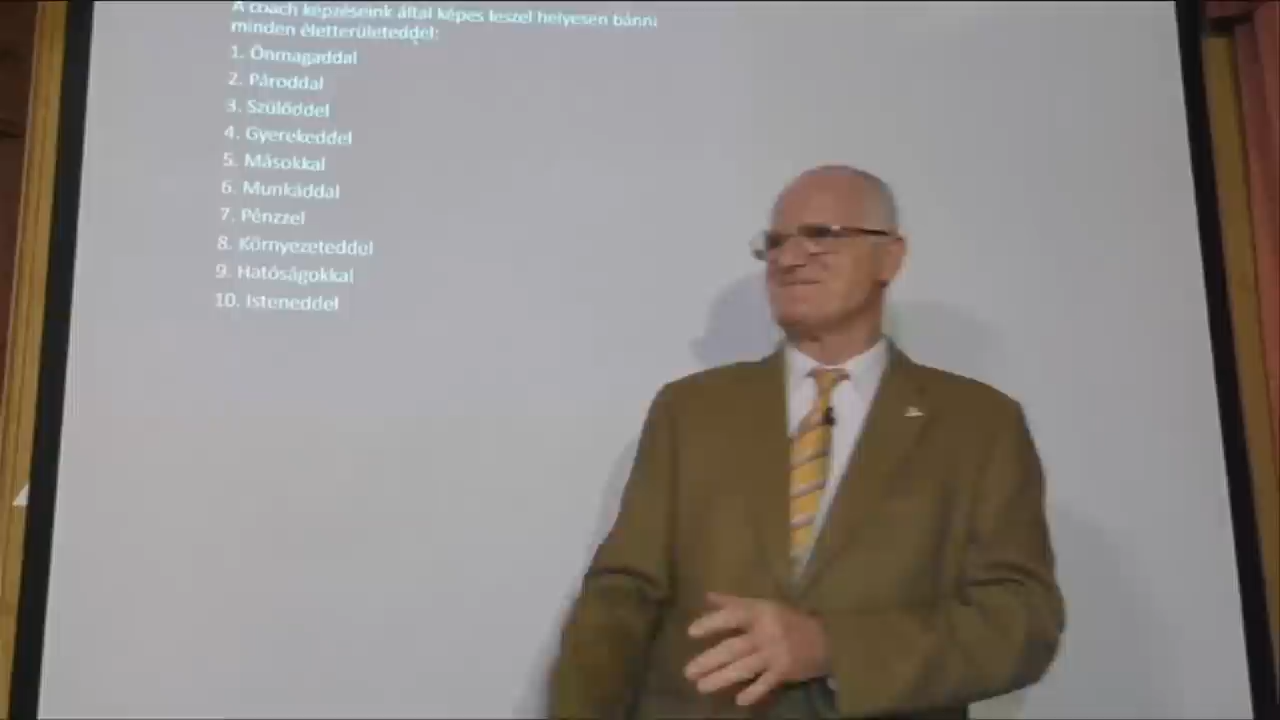 A coach képzéseink által képes leszel helyesen bánni
minden életterületeddel:
1. Önmagaddal
2. Pároddal
3. Szülőddel
4. Gyerekeddel
5. Másokkal
6. Munkáddal
7. Pénzzel
8. Környezeteddel
9. Hatóságokkal
10. Isteneddel